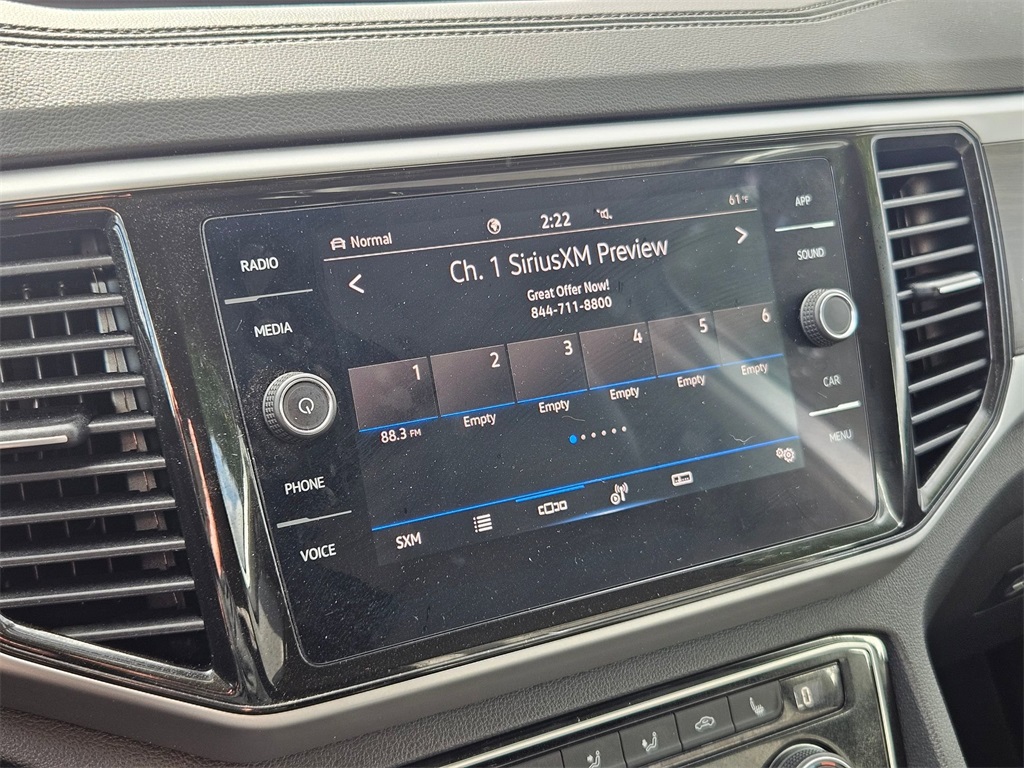 RADIO
MEDIA
PHONE
VOICE
Normal
2:22
61°F
Ch. 1 SiriusXM Preview
Great Offer Now!
844-711-8800
1 2 3 4 5 6
88.3 FM Empty Empty Empty Empty Empty
SXM
APP
SOUND
CAR
MENU